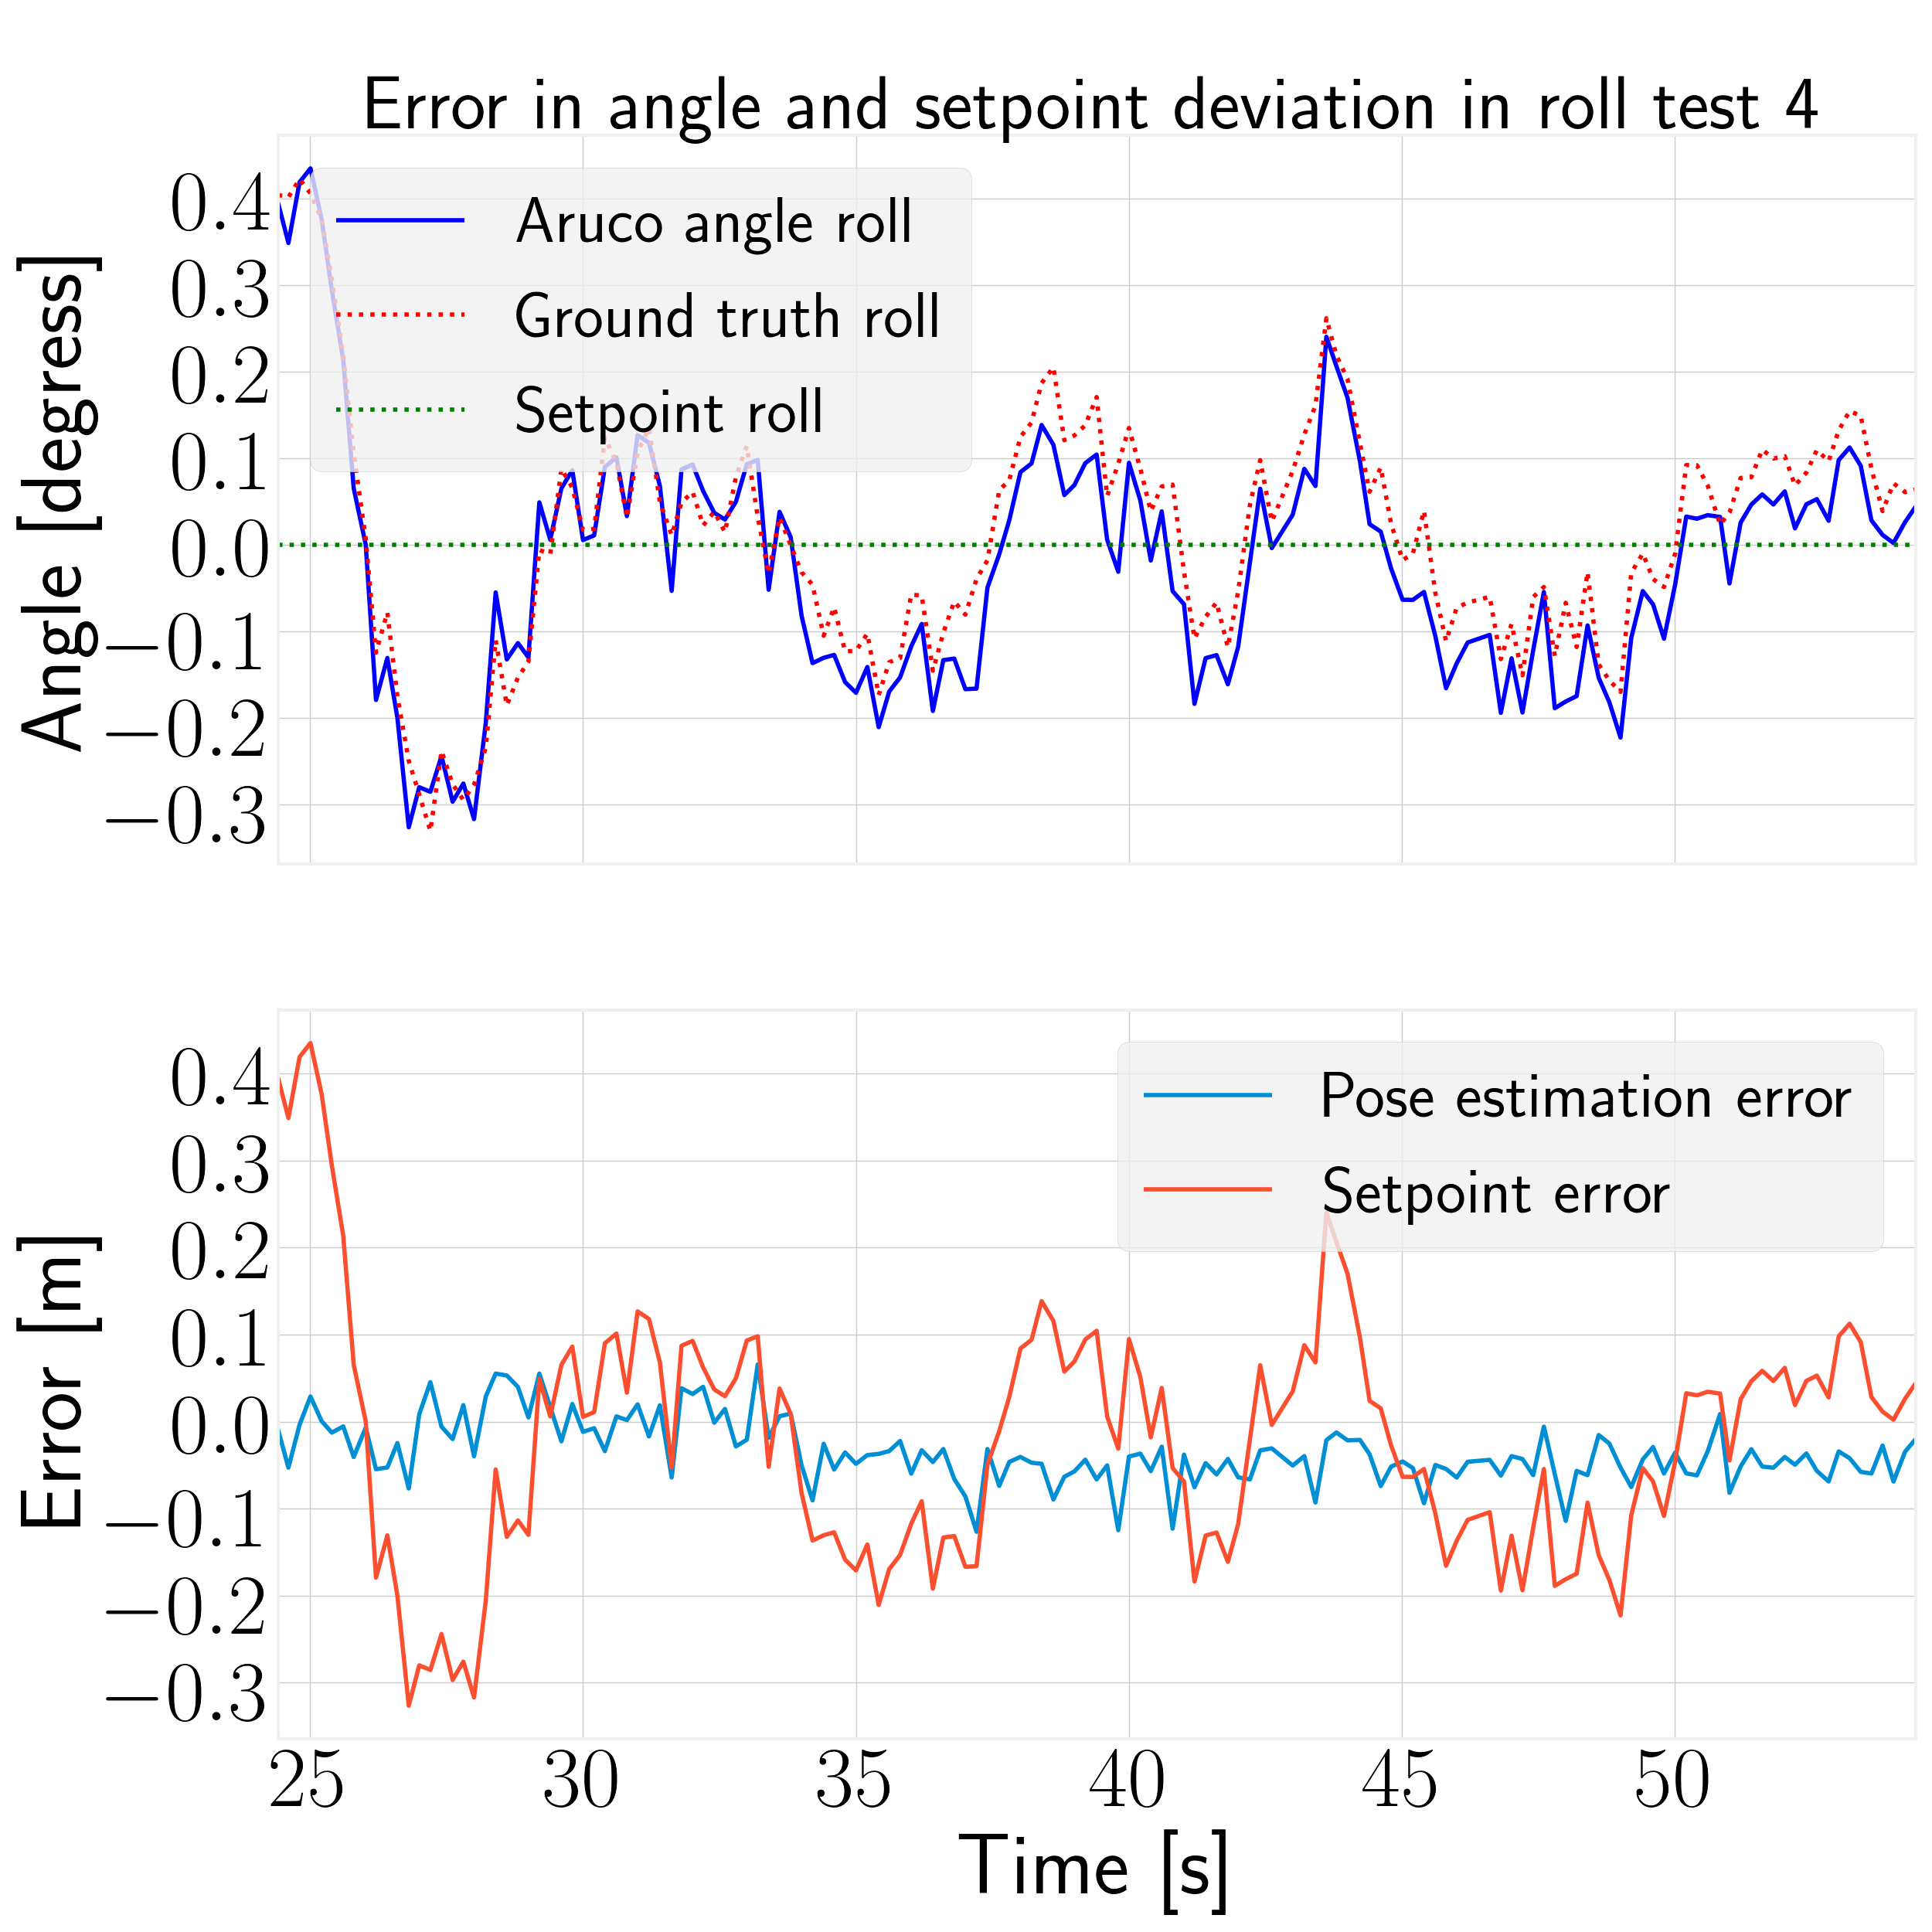 Error in angle and setpoint deviation in roll test 4
Angle [degress]
0.4
0.3
0.2
0.1
0.0
−0.1
−0.2
−0.3
Aruco angle roll
Ground truth roll
Setpoint roll
Error [m]
0.4
0.3
0.2
0.1
0.0
−0.1
−0.2
−0.3
Pose estimation error
Setpoint error
25 30 35 40 45 50
Time [s]